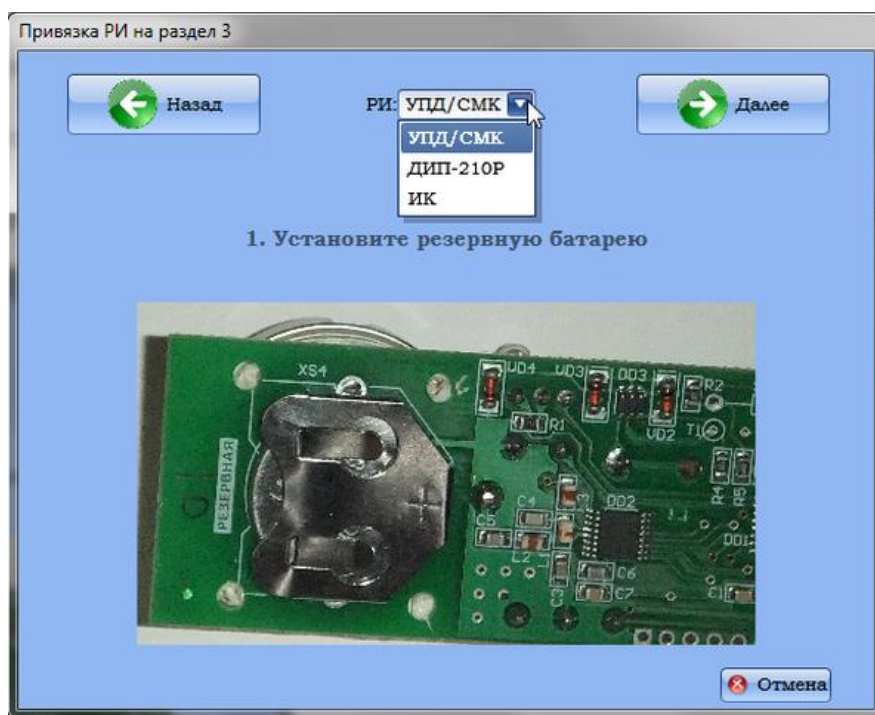 Привязка РИ на раздел 3
Назад
РИ: УПД/СМК
Далее
УПД/СМК
ДИП-210Р
ИК
1. Установите резервную батарею
XS4
VD4
VD3
DD3
R2
VD2
T1
R1
РЕЗЕРВНАЯ
R4
R5
C4
DD2
C5
C2
DD1
C3
C6
C7
C1
Отмена